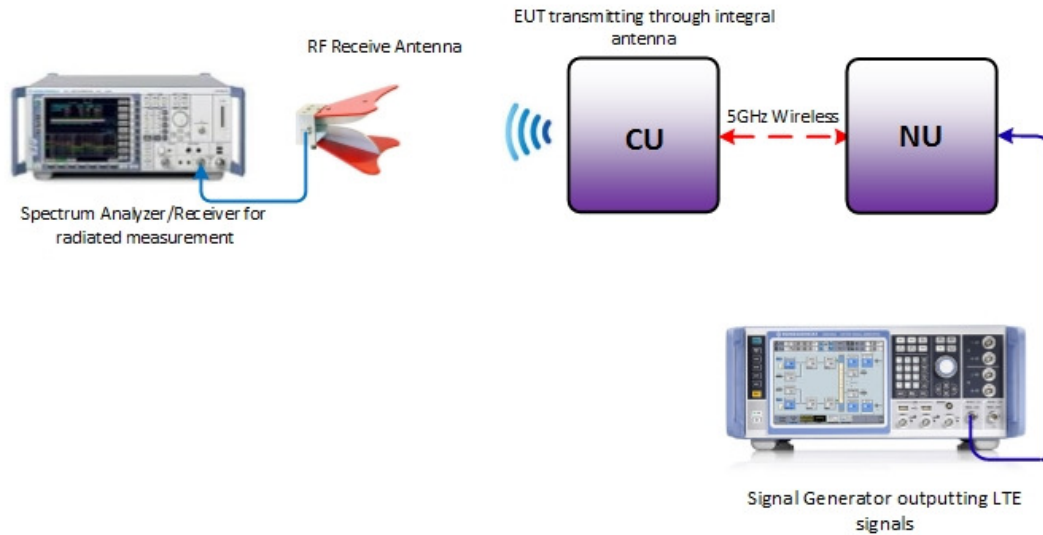 EUT transmitting through integral
antenna
RF Receive Antenna
CU
5GHz Wireless
NU
Spectrum Analyzer/Receiver for
radiated measurement
Signal Generator outputting LTE
signals